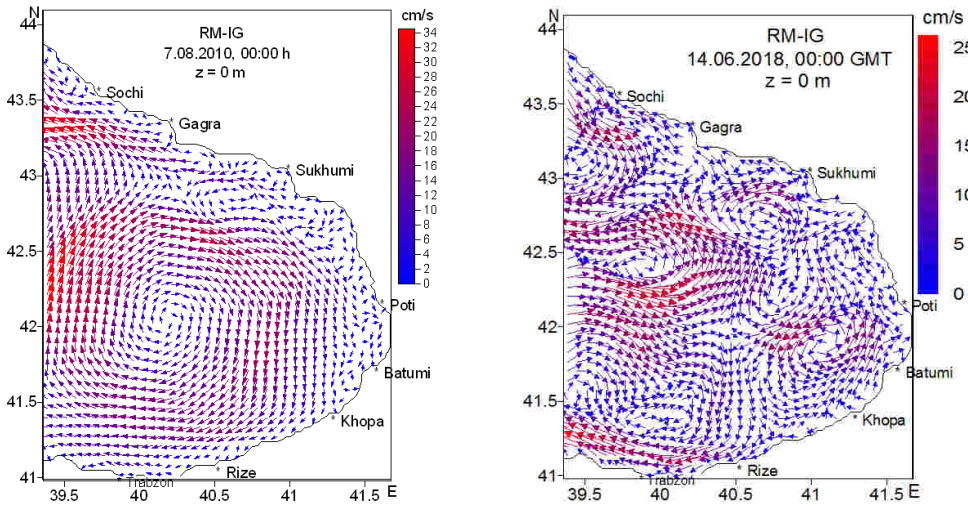 N
44
43.5
43
42.5
42
41.5
41
39.5 40 40.5 41 E
RM-IG
7.08.2010, 00:00 h
z = 0 m
Sochi
Gagra
Sukhumi
Poti
Batumi
Khopa
Rize
Trabzon
cm/s
34
32
30
28
26
24
22
20
18
16
14
12
10
8
6
4
2
0
N
44
43.5
43
42.5
42
41.5
41
39.5 40 40.5 41 41.5 E
RM-IG
14.06.2018, 00:00 GMT
z = 0 m
Sochi
Gagra
Sukhumi
Poti
Batumi
Khopa
Rize
Trabzon
cm/s
25
20
15
10
5
0